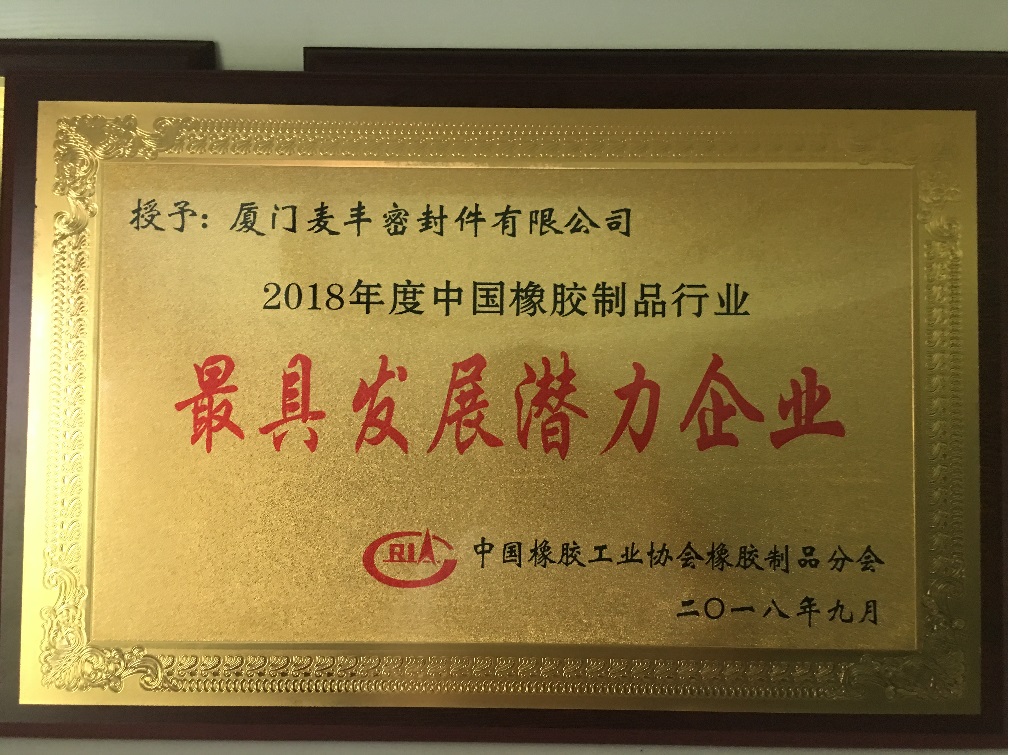 授予：厦门麦丰密封件有限公司
2018年度中国橡胶制品行业
最具发展潜力企业
CRIA 中国橡胶工业协会橡胶制品分会
二〇一八年九月